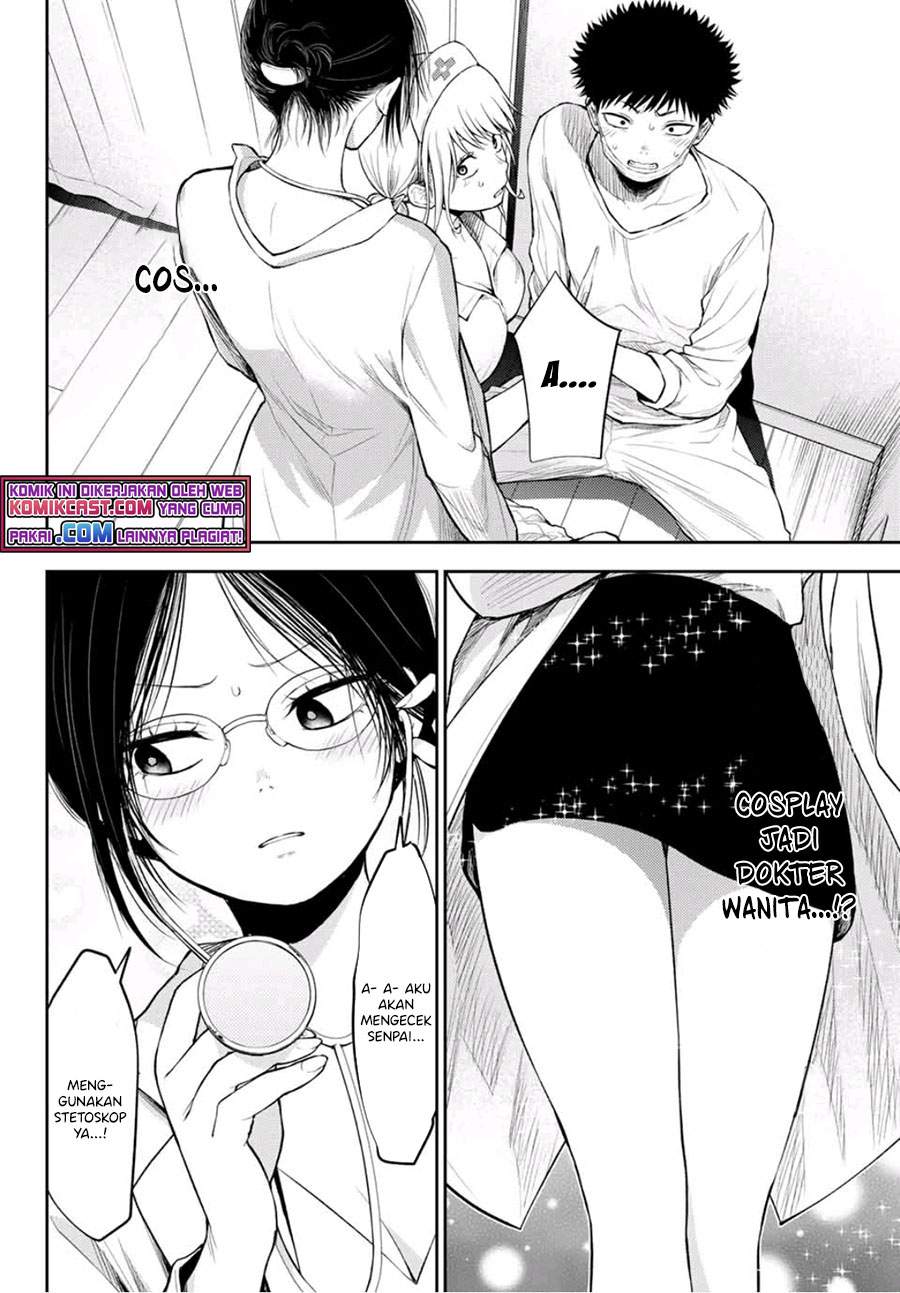 COS...
A....
KOMIK INI DIKERJAKAN OLEH WEB
KOMIKCAST.COM YANG CUMA
PAKAI .COM LAINNYA PLAGIAT!
COSPLAY
JADI
DOKTER
WANITA...!?
A- A- AKU
AKAN
MENGECEK
SENPAI...
MENG-
GUNAKAN
STETOSKOP
YA...!